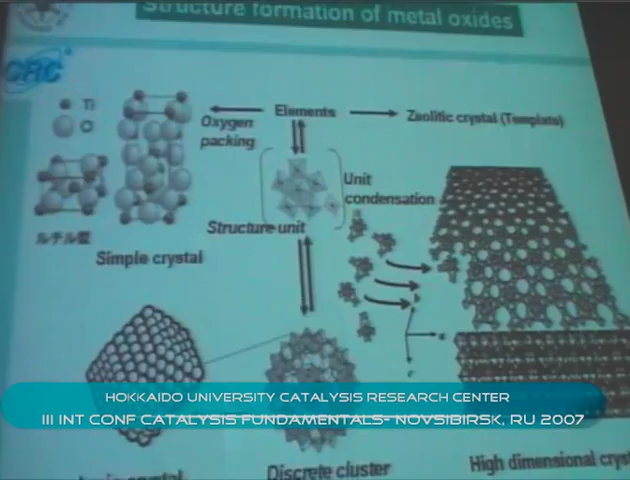 Structure formation of metal oxides
CRC
Ti
O
Elements
Oxygen
packing
Zeolitic crystal (Template)
Unit
condensation
Structure unit
ルチル型
Simple crystal
HOKKAIDO UNIVERSITY CATALYSIS RESEARCH CENTER
III INT CONF CATALYSIS FUNDAMENTALS- NOVSIBIRSK, RU 2007
Discrete cluster
High dimensional